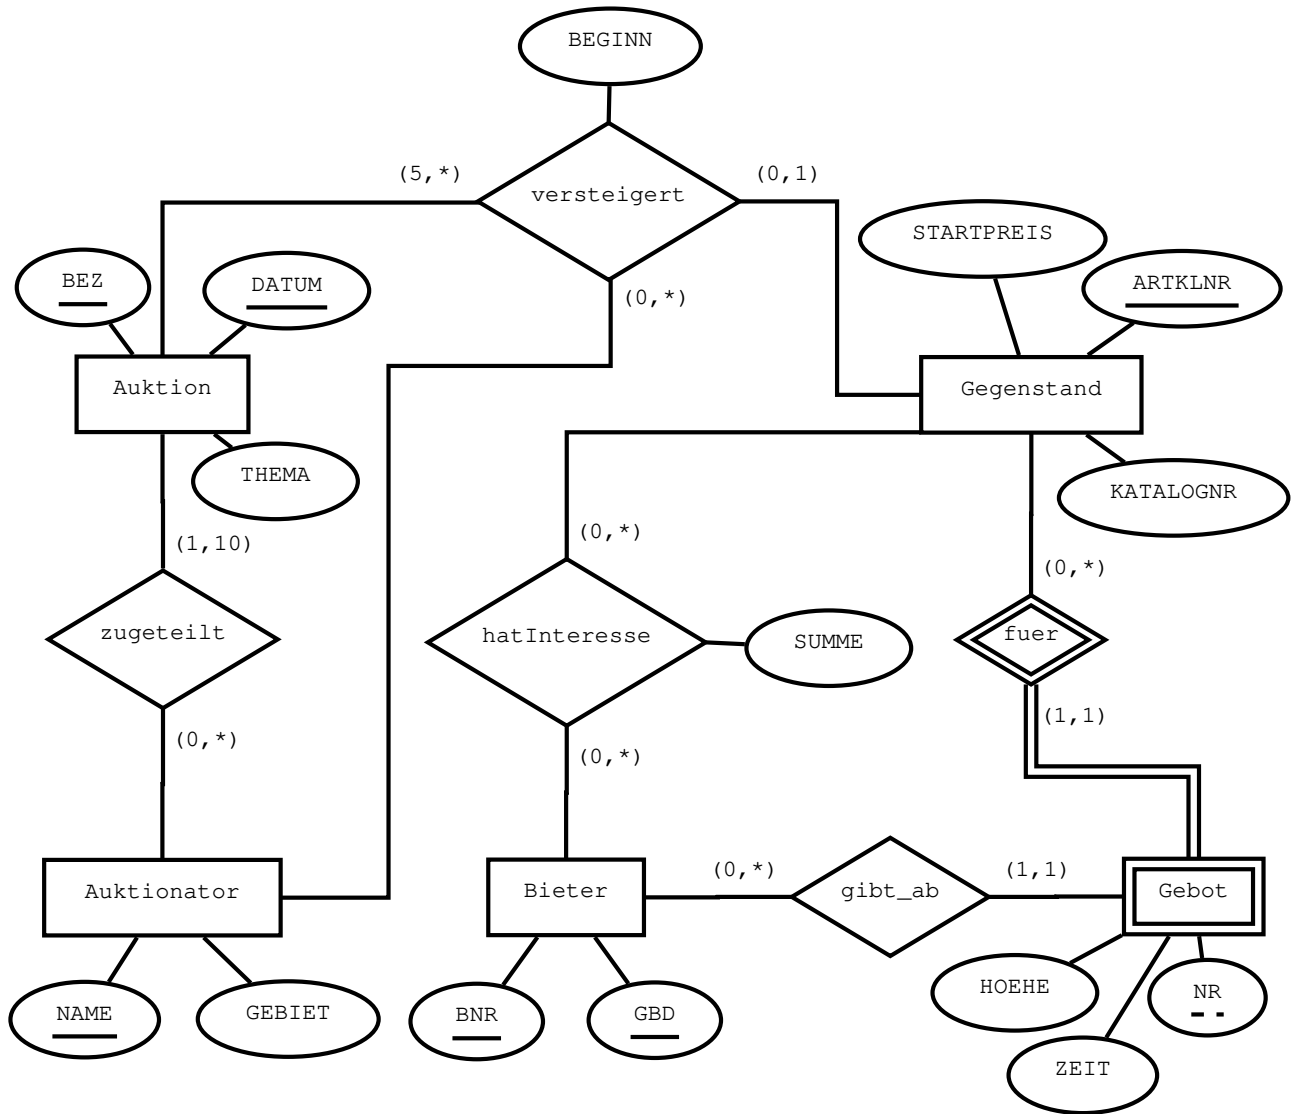 BEGINN
(5,*)
versteigert
(0,1)
STARTPREIS
BEZ
DATUM
(0,*)
ARTKLNR
Auktion
Gegenstand
THEMA
KATALOGNR
(1,10)
(0,*)
(0,*)
zugeteilt
hatInteresse
SUMME
fuer
(0,*)
(0,*)
(1,1)
Auktionator
Bieter
(0,*)
gibt_ab
(1,1)
Gebot
NAME
GEBIET
BNR
GBD
HOEHE
NR
ZEIT